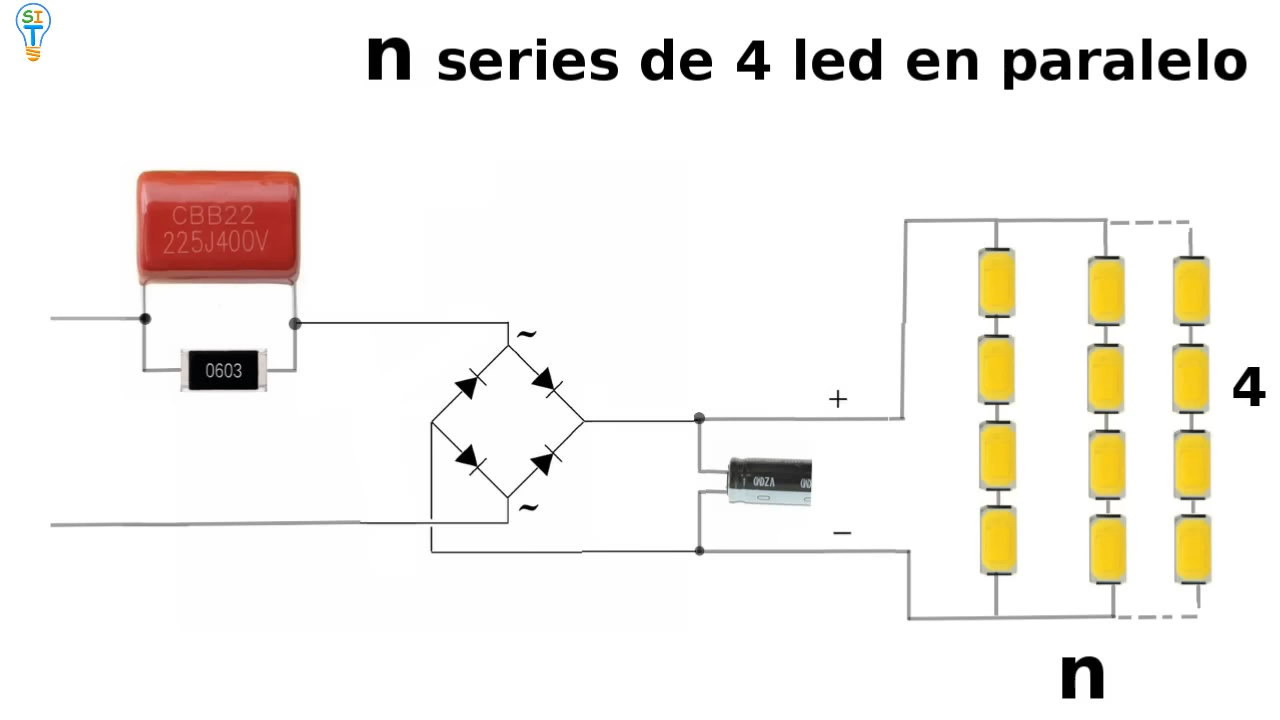 SI
T
n series de 4 led en paralelo
CBB22
225J400V
0603
~
+
4
~
−
n